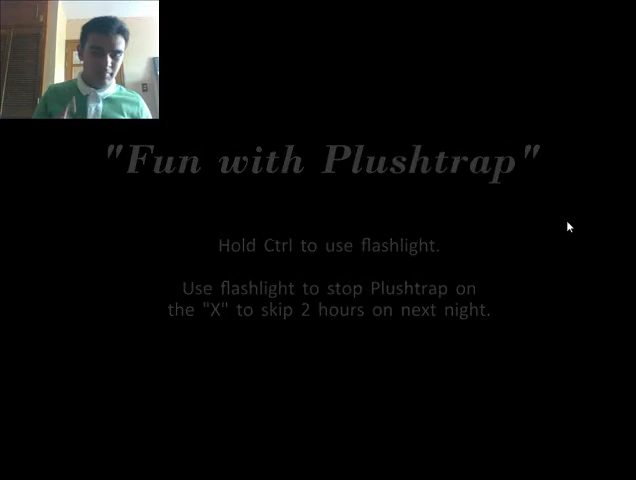 "Fun with Plushtrap"
Hold Ctrl to use flashlight.
Use flashlight to stop Plushtrap on
the "X" to skip 2 hours on next night.